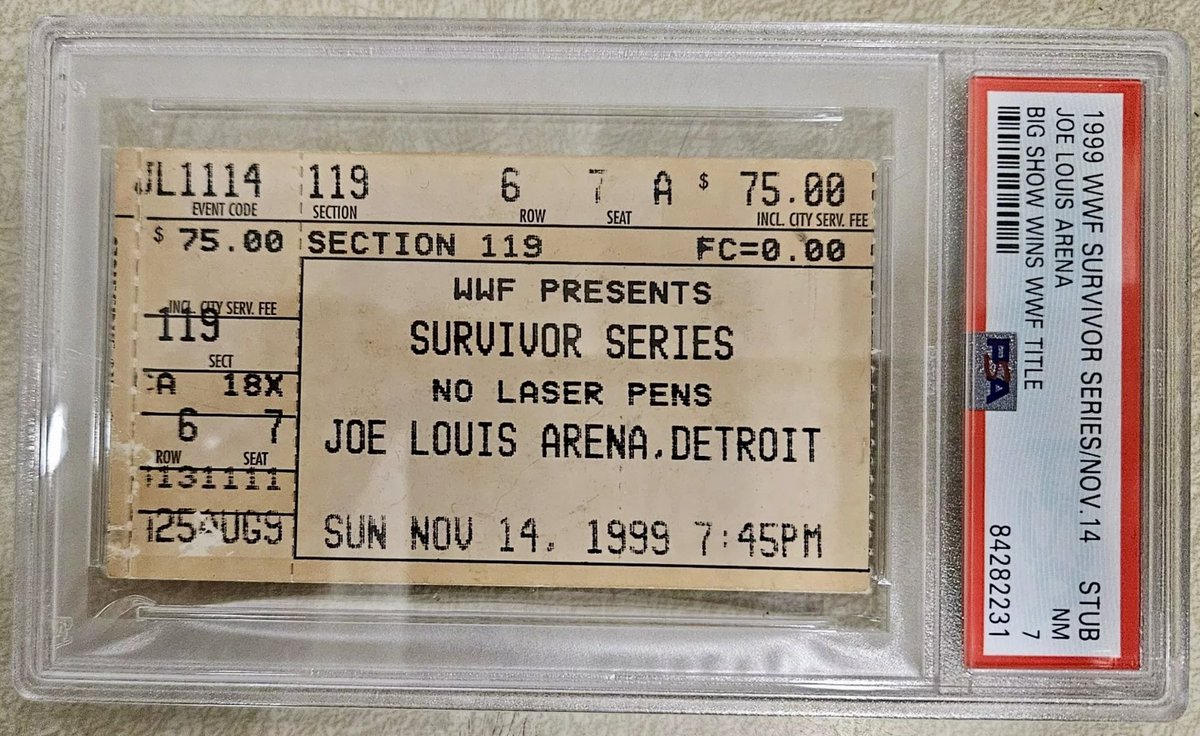 JL1114 119 6 7 A $ 75.00
EVENT CODE SECTION ROW SEAT INCL. CITY SERV. FEE
$ 75.00 SECTION 119 FC=0.00
INCL. CITY SERV. FEE
119
SECT
CA 18X
6 7
ROW SEAT
1131111
125AUG9
WWF PRESENTS
SURVIVOR SERIES
NO LASER PENS
JOE LOUIS ARENA,DETROIT
SUN NOV 14, 1999 7:45PM
1999 WWF SURVIVOR SERIES/NOV.14 STUB
JOE LOUIS ARENA NM
BIG SHOW WINS WWF TITLE 7
84282231
PSA